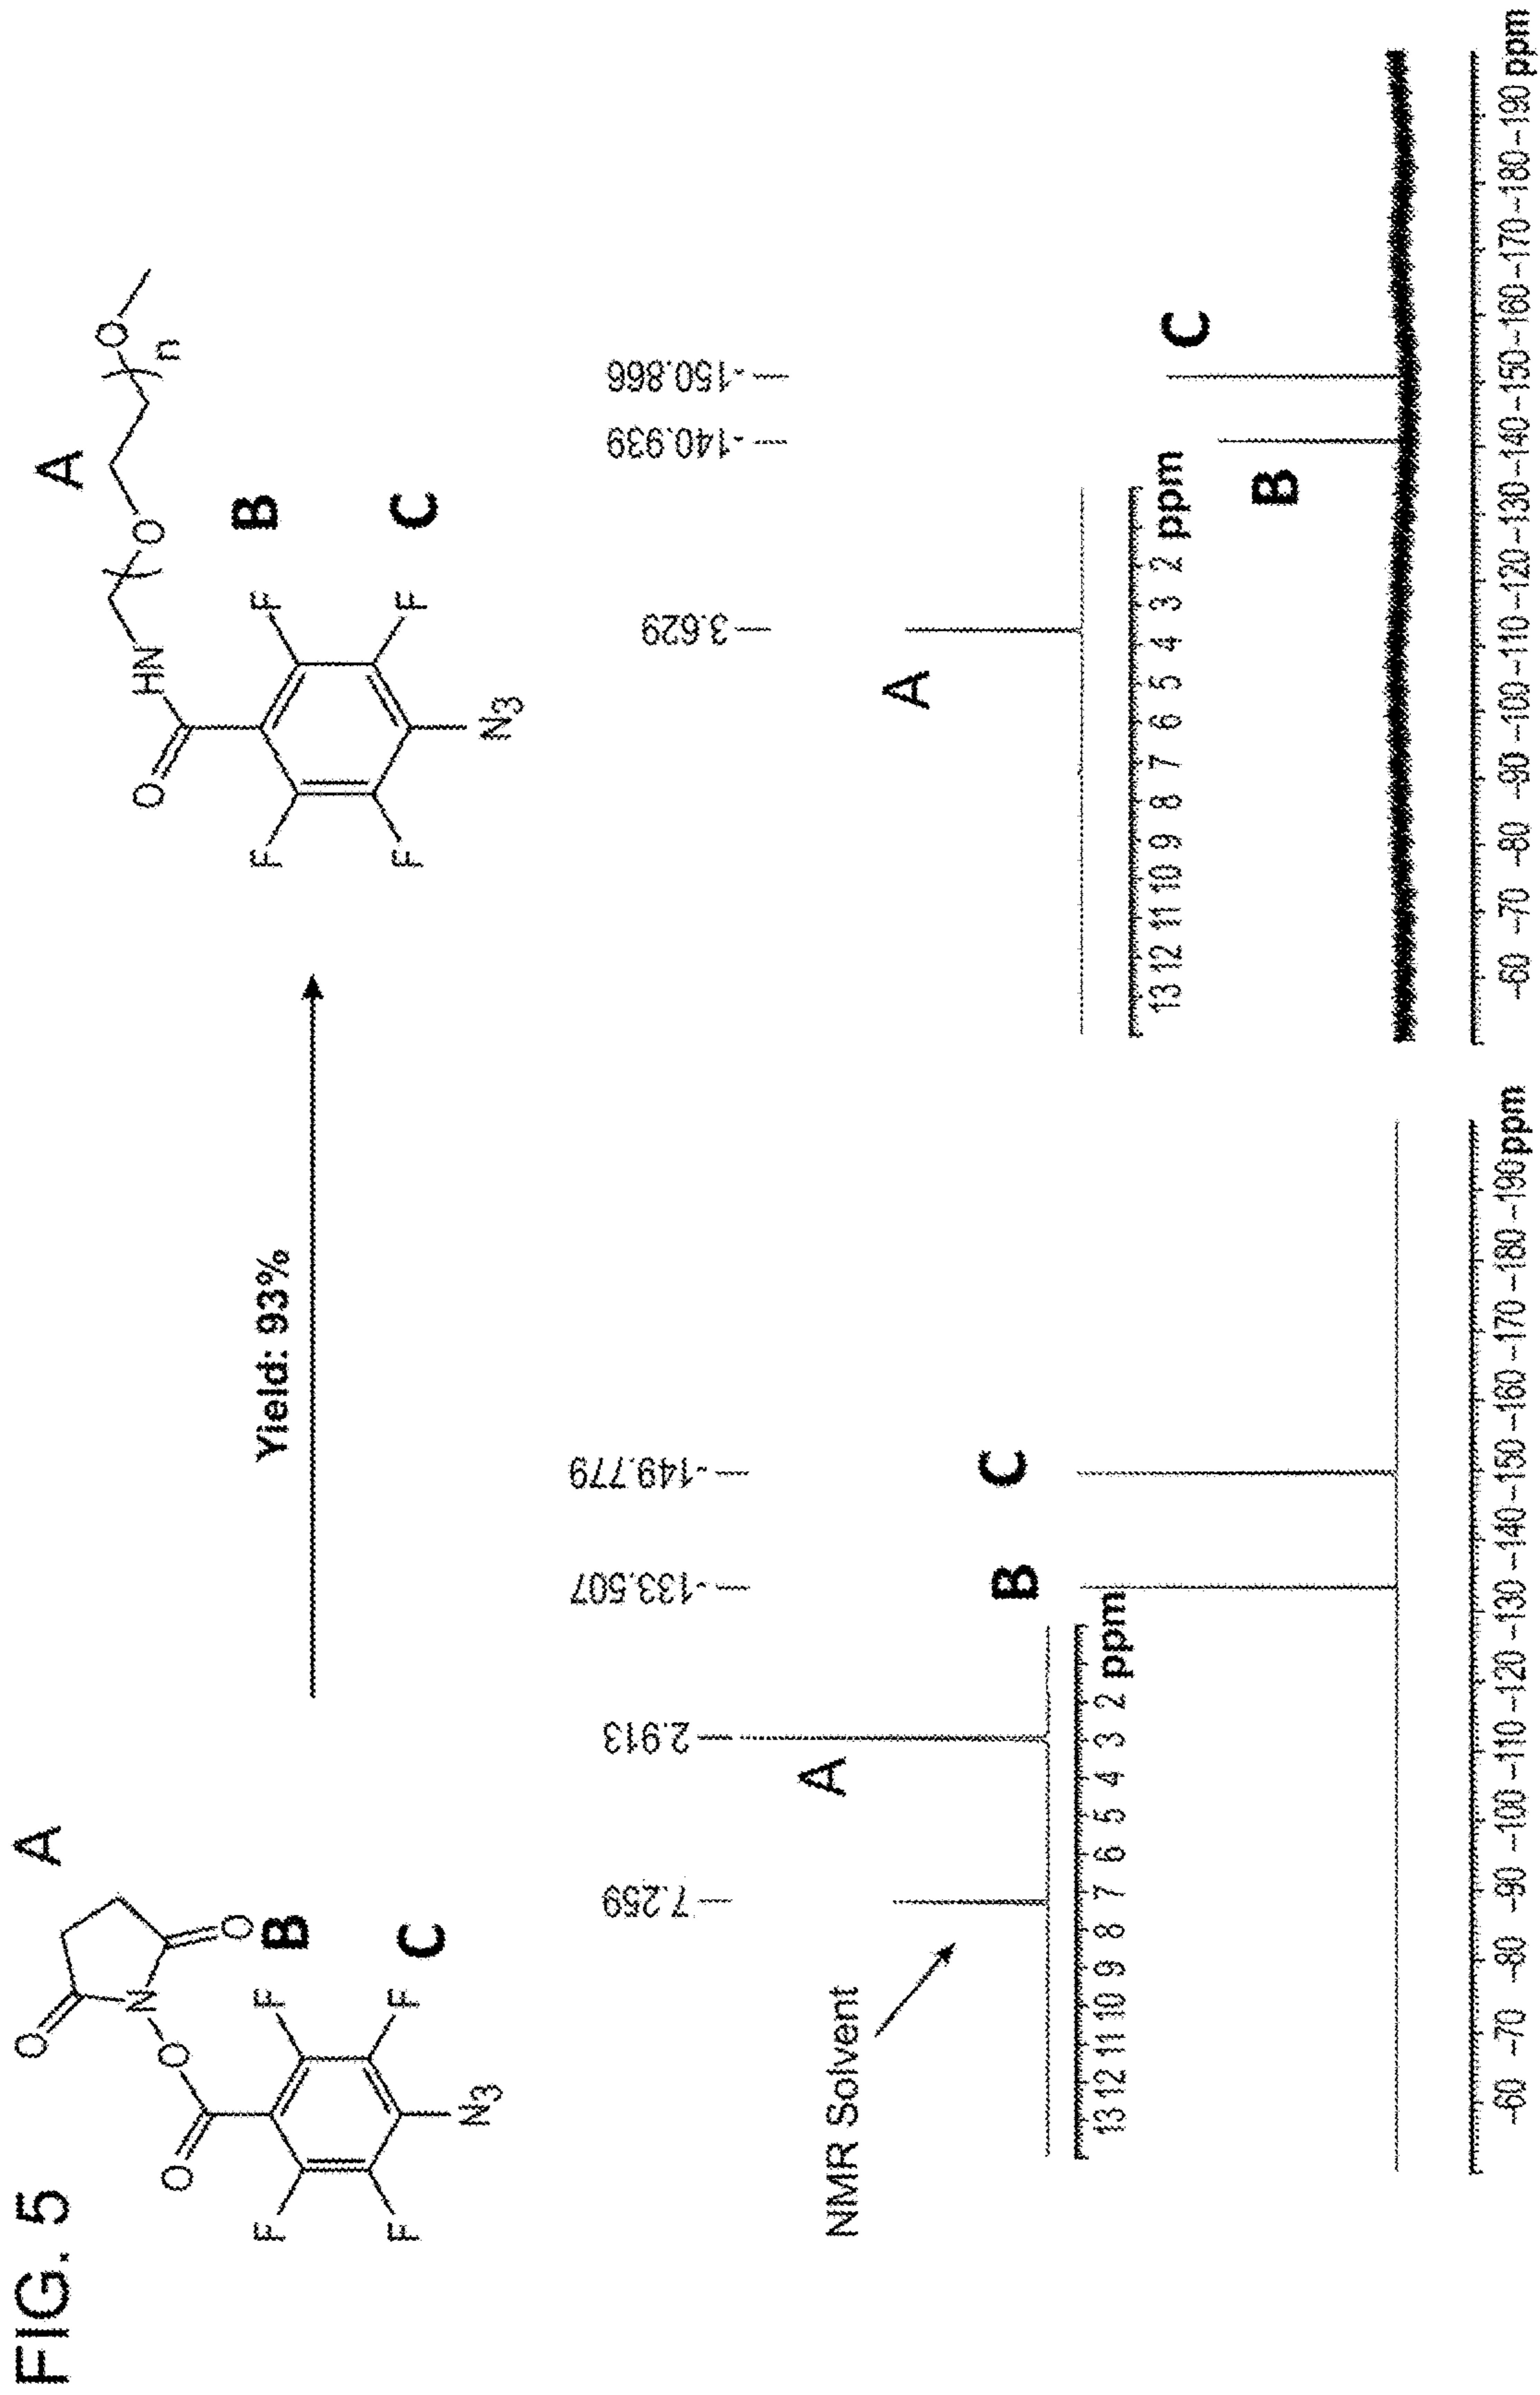 FIG. 5
A
O
N
O
O
O
B
F
F
C
F
F
N3
Yield: 93%
A
O
n
O
HN
O
B
F
F
C
F
F
N3
7.259
2.913
-133.507
-149.779
NMR Solvent
A
B
C
13 12 11 10 9 8 7 6 5 4 3 2 ppm
-60 -70 -80 -90 -100 -110 -120 -130 -140 -150 -160 -170 -180 -190 ppm
3.629
-140.939
-150.866
A
B
C
13 12 11 10 9 8 7 6 5 4 3 2 ppm
-60 -70 -80 -90 -100 -110 -120 -130 -140 -150 -160 -170 -180 -190 ppm